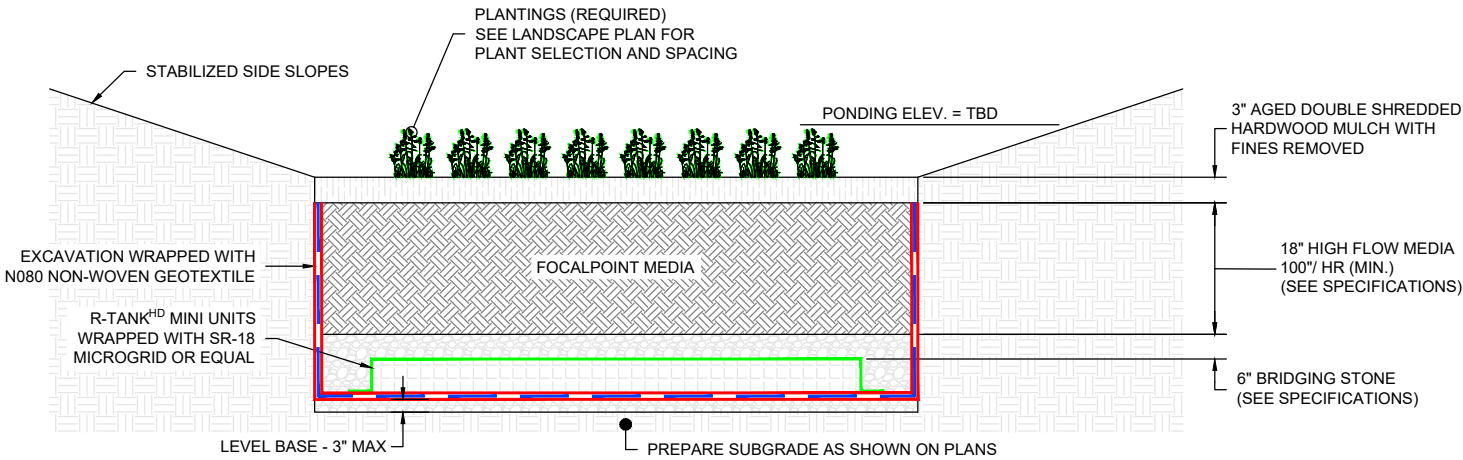 PLANTINGS (REQUIRED)
SEE LANDSCAPE PLAN FOR
PLANT SELECTION AND SPACING
STABILIZED SIDE SLOPES
PONDING ELEV. = TBD
3" AGED DOUBLE SHREDDED
HARDWOOD MULCH WITH
FINES REMOVED
EXCAVATION WRAPPED WITH
N080 NON-WOVEN GEOTEXTILE
FOCALPOINT MEDIA
18" HIGH FLOW MEDIA
100"/ HR (MIN.)
(SEE SPECIFICATIONS)
R-TANKᴴᴰ MINI UNITS
WRAPPED WITH SR-18
MICROGRID OR EQUAL
6" BRIDGING STONE
(SEE SPECIFICATIONS)
LEVEL BASE - 3" MAX
PREPARE SUBGRADE AS SHOWN ON PLANS